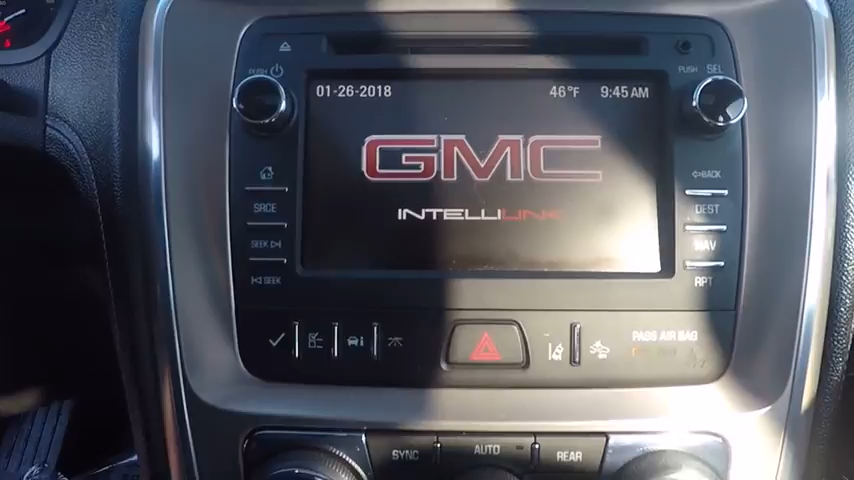 PUSH SEL
PUSH
01-26-2018 46°F 9:45 AM
GMC
INTELLILINK
BACK
SRCE DEST
SEEK NAV
SEEK RPT
PASS AIR BAG
SYNC AUTO REAR